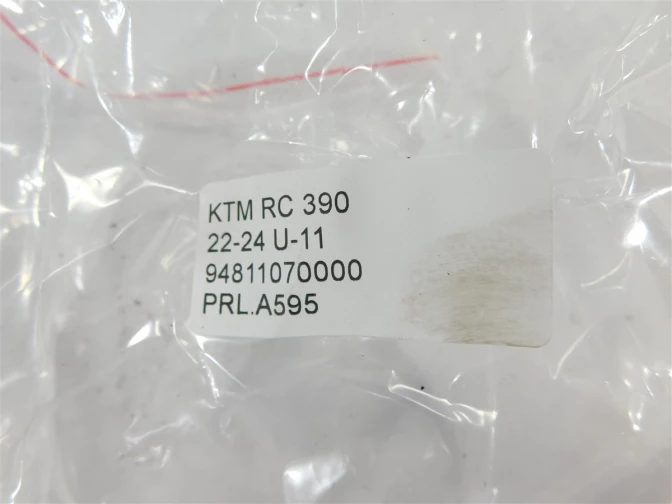 KTM RC 390
22-24 U-11
94811070000
PRL.A595